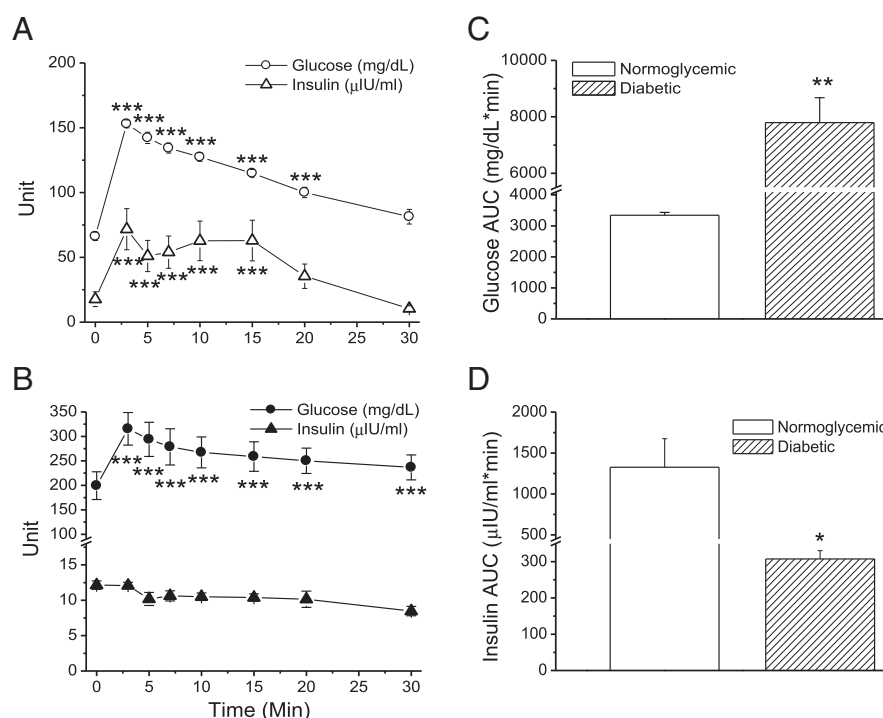 A
Unit
200
150
100
50
0
Glucose (mg/dL)
Insulin (μIU/ml)
***
***
***
***
***
***
***
***
***
***
***
0 5 10 15 20 25 30
B
Unit
350
300
250
200
150
100
15
10
5
0
Glucose (mg/dL)
Insulin (μIU/ml)
***
***
***
***
***
***
***
0 5 10 15 20 25 30
Time (Min)
C
Glucose AUC (mg/dL*min)
10000
8000
6000
4000
3000
2000
1000
0
Normoglycemic
Diabetic
**
D
Insulin AUC (μIU/ml*min)
2000
1500
1000
500
300
200
100
0
Normoglycemic
Diabetic
*